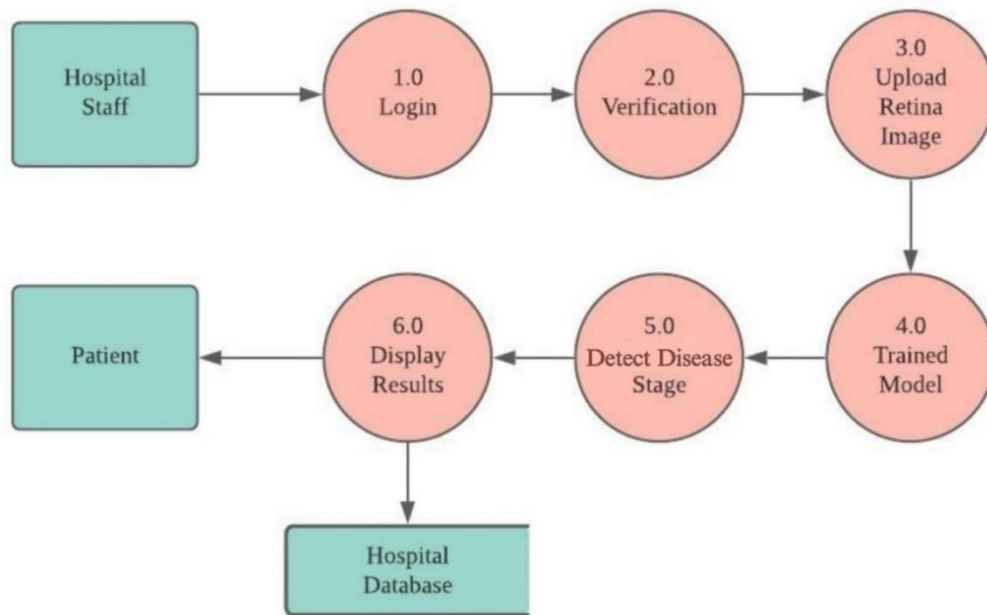 Hospital
Staff
1.0
Login
2.0
Verification
3.0
Upload
Retina
Image
Patient
6.0
Display
Results
5.0
Detect Disease
Stage
4.0
Trained
Model
Hospital
Database